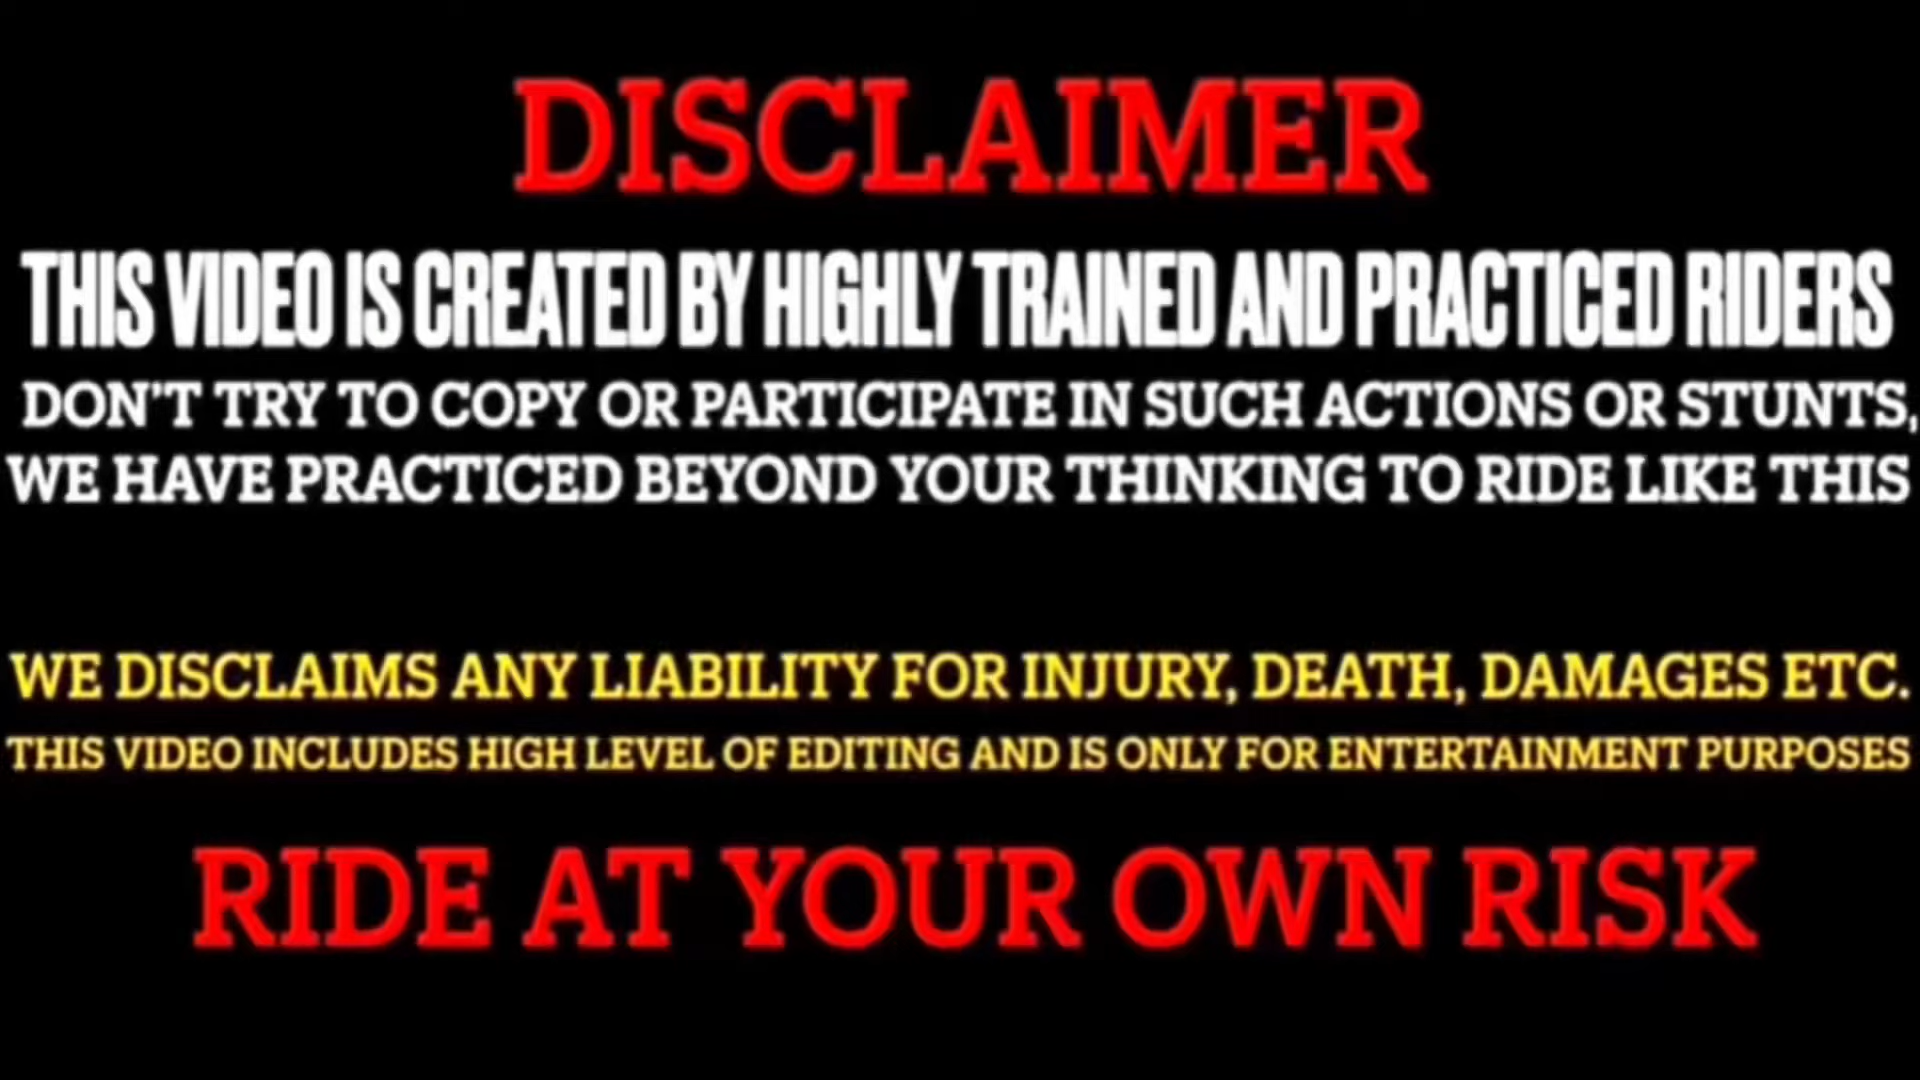 DISCLAIMER
THIS VIDEO IS CREATED BY HIGHLY TRAINED AND PRACTICED RIDERS
DON'T TRY TO COPY OR PARTICIPATE IN SUCH ACTIONS OR STUNTS,
WE HAVE PRACTICED BEYOND YOUR THINKING TO RIDE LIKE THIS
WE DISCLAIMS ANY LIABILITY FOR INJURY, DEATH, DAMAGES ETC.
THIS VIDEO INCLUDES HIGH LEVEL OF EDITING AND IS ONLY FOR ENTERTAINMENT PURPOSES
RIDE AT YOUR OWN RISK